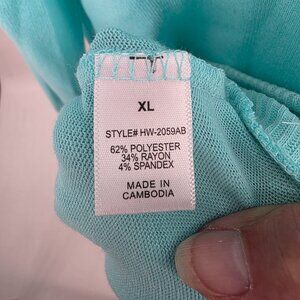 XL
STYLE# HW-2059AB
62% POLYESTER
34% RAYON
4% SPANDEX
MADE IN
CAMBODIA